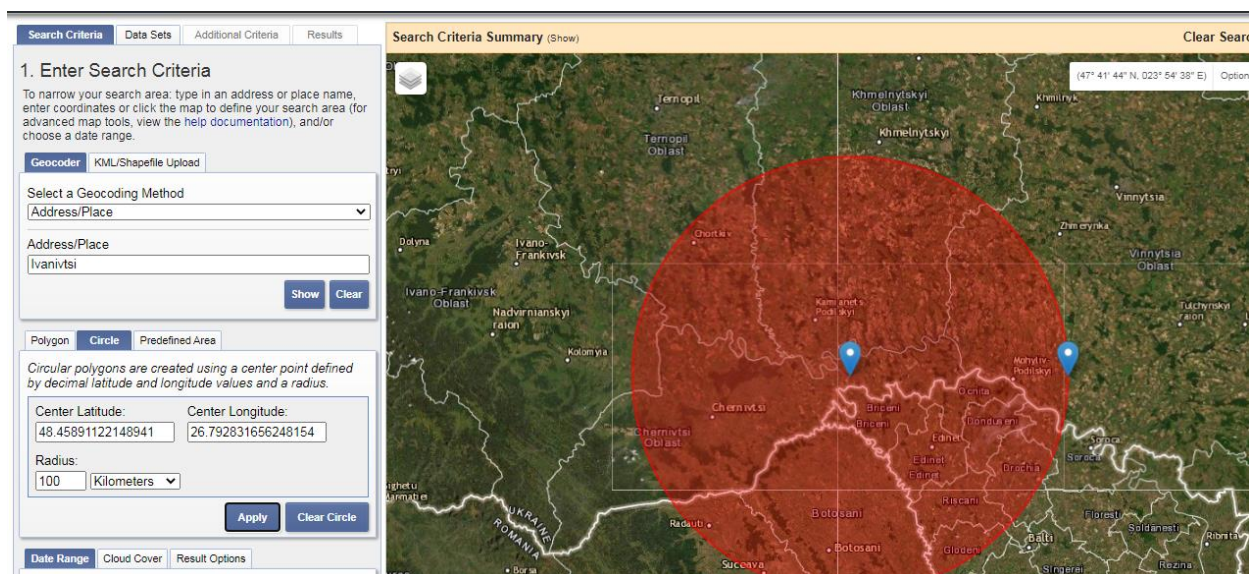 Search Criteria
Data Sets
Additional Criteria
Results
1. Enter Search Criteria
To narrow your search area: type in an address or place name,
enter coordinates or click the map to define your search area (for
advanced map tools, view the help documentation), and/or
choose a date range.
Geocoder
KML/Shapefile Upload
Select a Geocoding Method
Address/Place
Address/Place
Ivanivtsi
Show
Clear
Polygon
Circle
Predefined Area
Circular polygons are created using a center point defined
by decimal latitude and longitude values and a radius.
Center Latitude:
Center Longitude:
48.45891122148941
26.792831656248154
Radius:
100
Kilometers
Apply
Clear Circle
Date Range
Cloud Cover
Result Options
Search Criteria Summary (Show)
Clear Sear
(47° 41' 44" N, 023° 54' 38" E)
Option
Ternopil
Ternopil
Oblast
Khmelnytskyi
Oblast
Khmilnyk
Khmelnytskyi
Vinnytsia
Zhmerynka
Vinnytsia
Oblast
Chortkiv
Dolyna
Ivano-
Frankivsk
Ivano-Frankivsk
Oblast
Nadvirnianskyi
raion
Kolomyia
Kamianets
Podilskyi
Tulchynskyi
raion
Mohyliv-
Podilskyi
Ocnita
Chernivtsi
Chernivtsi
Oblast
Briceni
Briceni
Donduseni
Edinet
Edinet
Edinet
Soroca
Soroca
Drochia
Riscani
Sighetu
Marmatiei
UKRAINE
ROMANIA
Radauti
Botosani
Botosani
Floresti
Soldanesti
Balti
Ribnita
Glodeni
Suceava
Borsa
Singerei
Rezina